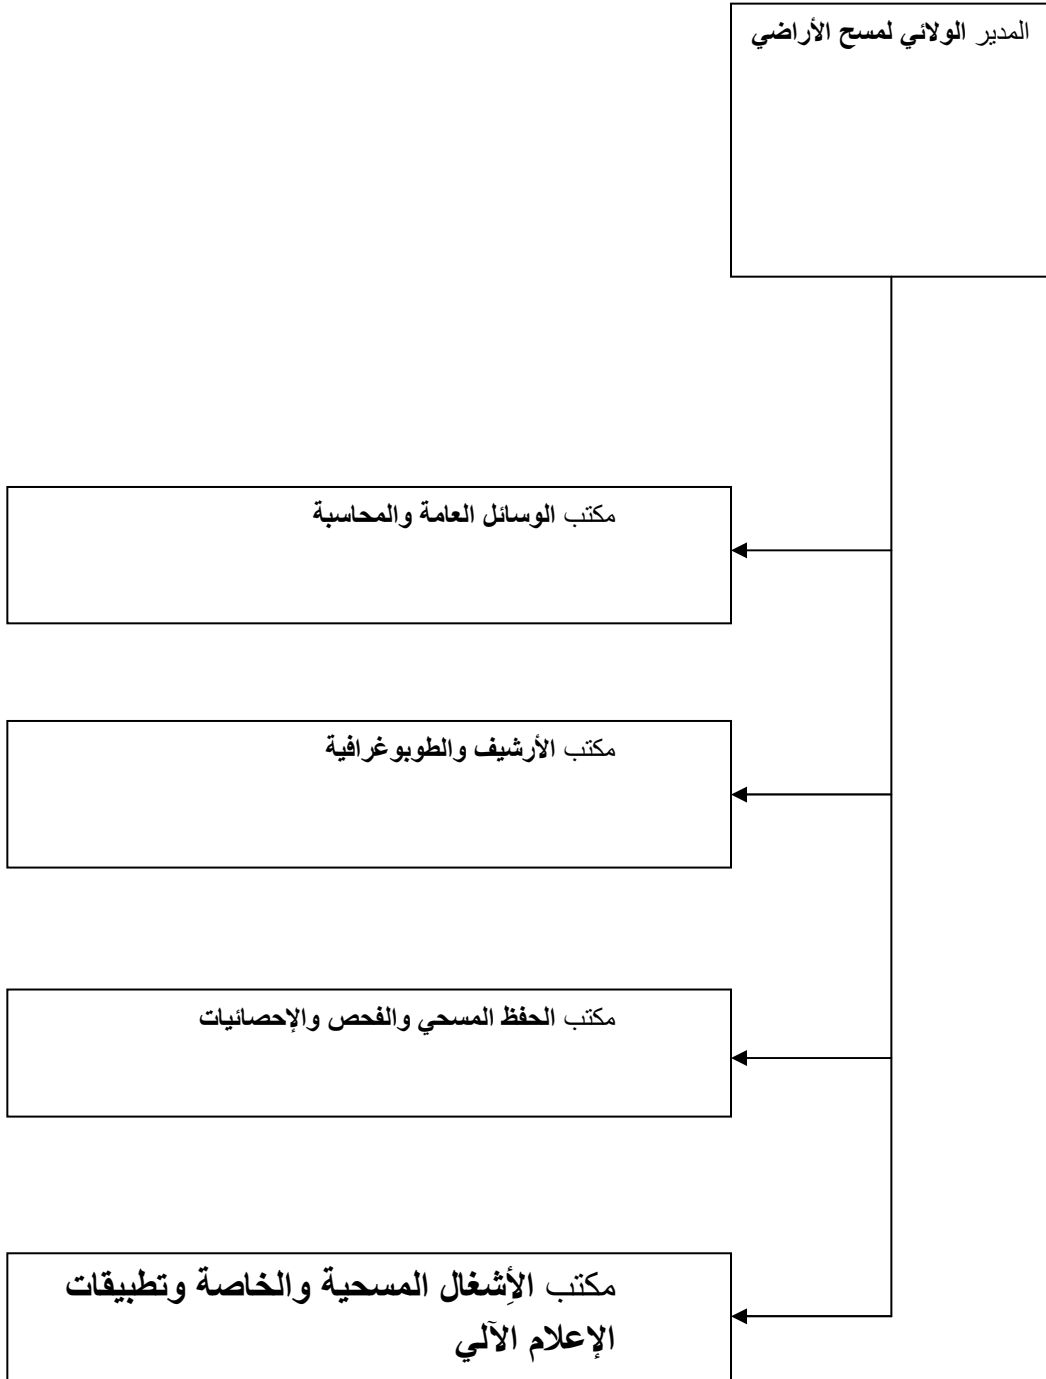 المدير الولائي لمسح الأراضي
مكتب الوسائل العامة والمحاسبة
مكتب الأرشيف والطوبوغرافية
مكتب الحفظ المسحي والفحص والإحصائيات
مكتب الأشغال المسحية والخاصة وتطبيقات
الإعلام الآلي